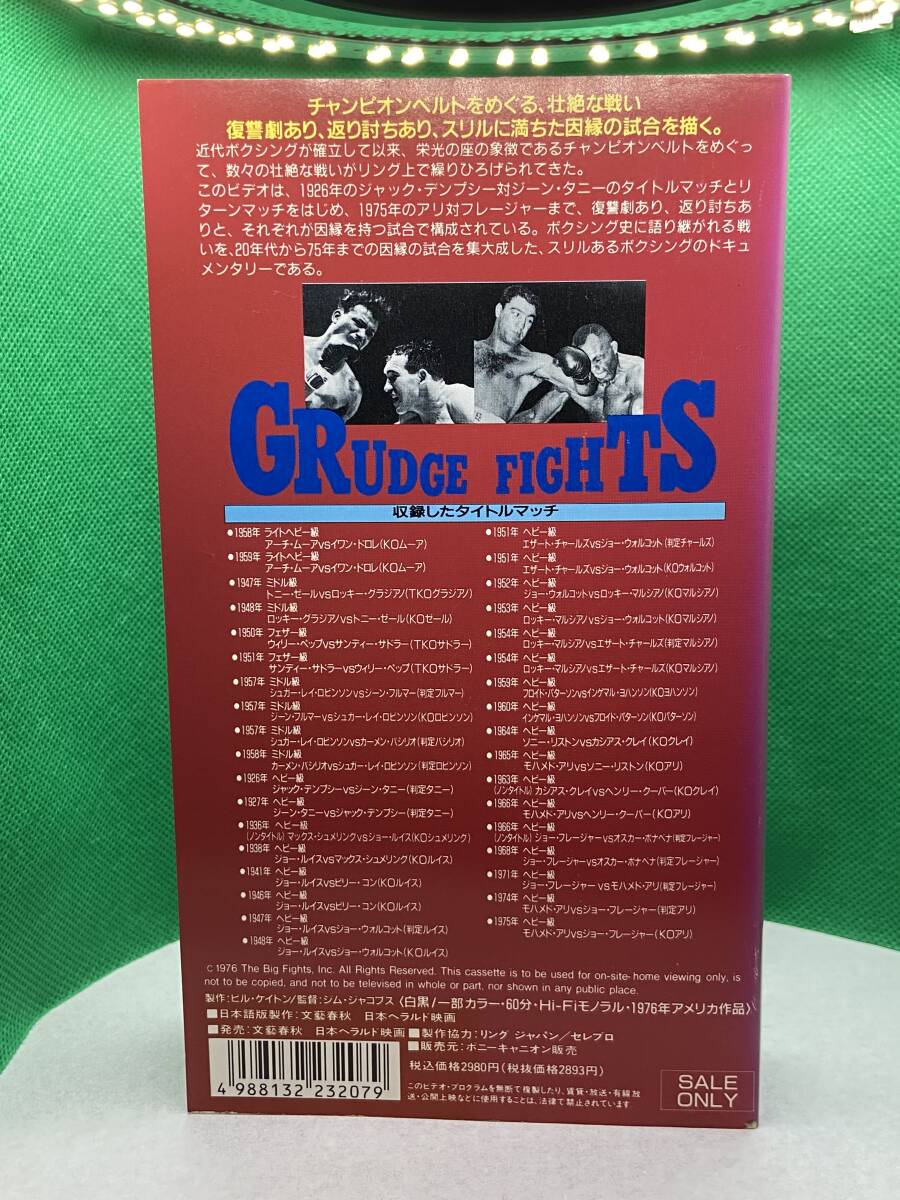 チャンピオンベルトをめぐる、壮絶な戦い
復讐劇あり、返り討ちあり、スリルに満ちた因縁の試合を描く。
近代ボクシングが確立して以来、栄光の座の象徴であるチャンピオンベルトをめぐっ
て、数々の壮絶な戦いがリング上で繰りひろげられてきた。
このビデオは、1926年のジャック・デンプシー対ジーン・タニーのタイトルマッチとリ
ターンマッチをはじめ、1975年のアリ対フレージャーまで、復讐劇あり、返り討ちあ
りと、それぞれが因縁を持つ試合で構成されている。ボクシング史に語り継がれる戦
いを、20年代から75年までの因縁の試合を集大成した、スリルあるボクシングのドキュ
メンタリーである。
GRUDGE FIGHTS
収録したタイトルマッチ
●1958年 ライトヘビー級
アーチ・ムーアvsイワン・ドロレ(KOムーア)
●1959年 ライトヘビー級
アーチ・ムーアvsイワン・ドロレ(KOムーア)
●1947年 ミドル級
トニー・ゼールvsロッキー・グラジアノ(TKOグラジアノ)
●1948年 ミドル級
ロッキー・グラジアノvsトニー・ゼール(KOゼール)
●1950年 フェザー級
ウィリー・ペップvsサンディー・サドラー(TKOサドラー)
●1951年 フェザー級
サンディー・サドラーvsウィリー・ペップ(TKOサドラー)
●1957年 ミドル級
シュガー・レイ・ロビンソンvsジーン・フルマー(判定フルマー)
●1957年 ミドル級
ジーン・フルマーvsシュガー・レイ・ロビンソン(KOロビンソン)
●1957年 ミドル級
シュガー・レイ・ロビンソンvsカーメン・バシリオ(判定バシリオ)
●1958年 ミドル級
カーメン・バシリオvsシュガー・レイ・ロビンソン(判定ロビンソン)
●1926年 ヘビー級
ジャック・デンプシーvsジーン・タニー(判定タニー)
●1927年 ヘビー級
ジーン・タニーvsジャック・デンプシー(判定タニー)
●1936年 ヘビー級
(ノンタイトル)マックス・シュメリングvsジョー・ルイス(KOシュメリング)
●1938年 ヘビー級
ジョー・ルイスvsマックス・シュメリング(KOルイス)
●1941年 ヘビー級
ジョー・ルイスvsビリー・コン(KOルイス)
●1946年 ヘビー級
ジョー・ルイスvsビリー・コン(KOルイス)
●1947年 ヘビー級
ジョー・ルイスvsジョー・ウォルコット(判定ルイス)
●1948年 ヘビー級
ジョー・ルイスvsジョー・ウォルコット(KOルイス)
●1951年 ヘビー級
エザート・チャールズvsジョー・ウォルコット(判定チャールズ)
●1951年 ヘビー級
エザート・チャールズvsジョー・ウォルコット(KOウォルコット)
●1952年 ヘビー級
ジョー・ウォルコットvsロッキー・マルシアノ(KOマルシアノ)
●1953年 ヘビー級
ロッキー・マルシアノvsジョー・ウォルコット(KOマルシアノ)
●1954年 ヘビー級
ロッキー・マルシアノvsエザート・チャールズ(判定マルシアノ)
●1954年 ヘビー級
ロッキー・マルシアノvsエザート・チャールズ(KOマルシアノ)
●1959年 ヘビー級
フロイド・パターソンvsインゲマル・ヨハンソン(KOヨハンソン)
●1960年 ヘビー級
インゲマル・ヨハンソンvsフロイド・パターソン(KOパターソン)
●1964年 ヘビー級
ソニー・リストンvsカシアス・クレイ(KOクレイ)
●1965年 ヘビー級
モハメド・アリvsソニー・リストン(KOアリ)
●1963年 ヘビー級
(ノンタイトル)カシアス・クレイvsヘンリー・クーパー(KOクレイ)
●1966年 ヘビー級
モハメド・アリvsヘンリー・クーパー(KOアリ)
●1966年 ヘビー級
(ノンタイトル)ジョー・フレージャーvsオスカー・ボナベナ(判定フレージャー)
●1968年 ヘビー級
ジョー・フレージャーvsオスカー・ボナベナ(判定フレージャー)
●1971年 ヘビー級
ジョー・フレージャーvsモハメド・アリ(判定フレージャー)
●1974年 ヘビー級
モハメド・アリvsジョー・フレージャー(判定アリ)
●1975年 ヘビー級
モハメド・アリvsジョー・フレージャー(KOアリ)
© 1976 The Big Fights, Inc. All Rights Reserved. This cassette is to be used for on-site-home viewing only, is
not to be copied, and not to be televised in whole or part, nor shown in any public place.
製作:ビル・ケイトン/監督:ジム・ジャコブス〈白黒/一部カラー・60分・Hi-Fiモノラル・1976年アメリカ作品〉
■日本語版製作:文藝春秋 日本ヘラルド映画
■発売:文藝春秋 日本ヘラルド映画 ■製作協力:リング ジャパン/セレブロ
■販売元:ポニーキャニオン販売
4 988132 232079
税込価格2980円(税抜価格2893円)
このビデオ・プログラムを無断で複製したり、賃貸・放送・有線放
送・公開上映などに使用することは、法律で禁止されています
SALE
ONLY